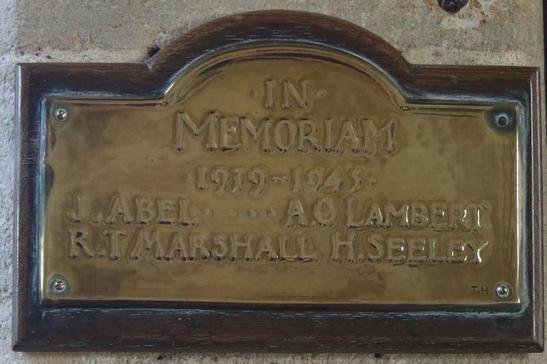 ·IN·
MEMORIAM
·1939–1945·
J. ABEL · · · · A.O LAMBERT
R.T MARSHALL H. SEELEY
T.H